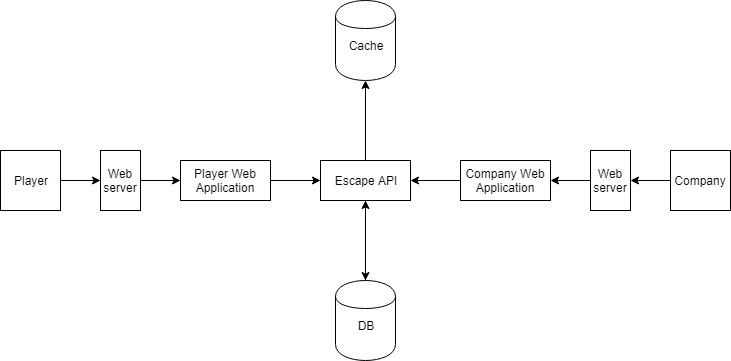 Cache
Player
Web
server
Player Web
Application
Escape API
Company Web
Application
Web
server
Company
DB